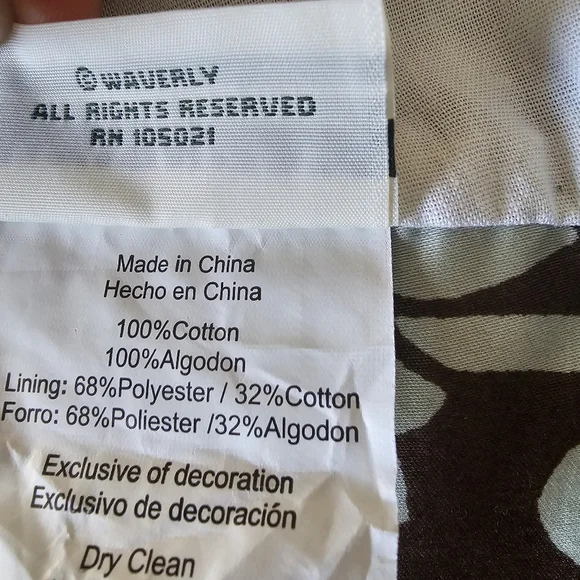 © WAVERLY
ALL RIGHTS RESERVED
RN 105021
Made in China
Hecho en China
100%Cotton
100%Algodon
Lining: 68%Polyester / 32%Cotton
Forro: 68%Poliester /32%Algodon
Exclusive of decoration
Exclusivo de decoración
Dry Clean